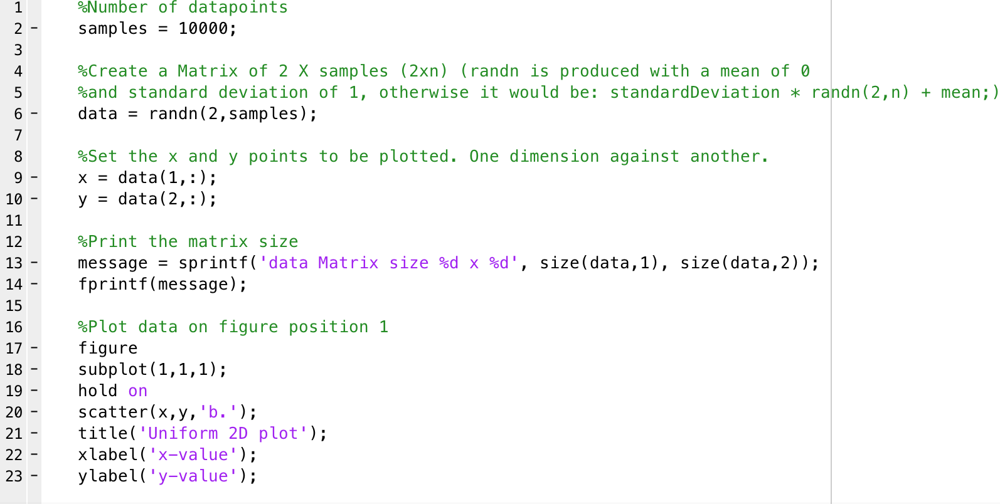 1 %Number of datapoints
2 - samples = 10000;
3
4 %Create a Matrix of 2 X samples (2xn) (randn is produced with a mean of 0
5 %and standard deviation of 1, otherwise it would be: standardDeviation * randn(2,n) + mean;)
6 - data = randn(2,samples);
7
8 %Set the x and y points to be plotted. One dimension against another.
9 - x = data(1,:);
10 - y = data(2,:);
11
12 %Print the matrix size
13 - message = sprintf('data Matrix size %d x %d', size(data,1), size(data,2));
14 - fprintf(message);
15
16 %Plot data on figure position 1
17 - figure
18 - subplot(1,1,1);
19 - hold on
20 - scatter(x,y,'b.');
21 - title('Uniform 2D plot');
22 - xlabel('x-value');
23 - ylabel('y-value');